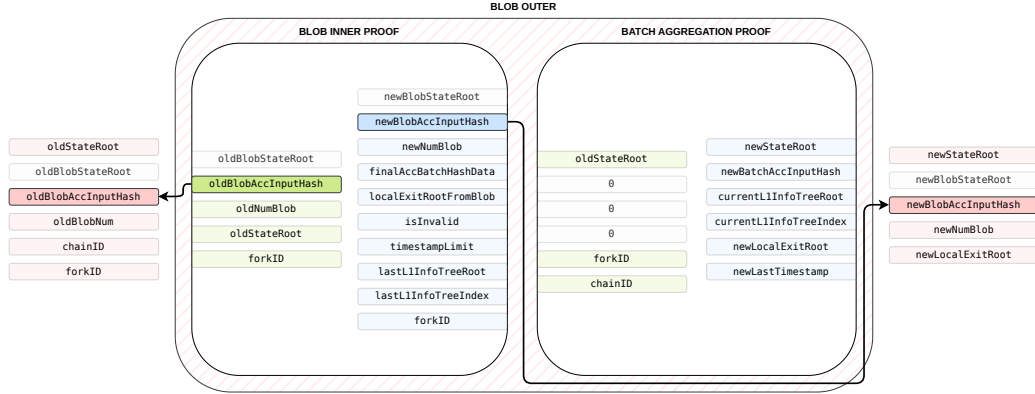 BLOB OUTER
BLOB INNER PROOF
BATCH AGGREGATION PROOF
oldStateRoot
oldBlobStateRoot
oldBlobAccInputHash
oldBlobNum
chainID
forkID
oldBlobStateRoot
oldBlobAccInputHash
oldNumBlob
oldStateRoot
forkID
newBlobStateRoot
newBlobAccInputHash
newNumBlob
finalAccBatchHashData
localExitRootFromBlob
isInvalid
timestampLimit
lastL1InfoTreeRoot
lastL1InfoTreeIndex
forkID
oldStateRoot
0
0
0
forkID
chainID
newStateRoot
newBatchAccInputHash
currentL1InfoTreeRoot
currentL1InfoTreeIndex
newLocalExitRoot
newLastTimestamp
newStateRoot
newBlobStateRoot
newBlobAccInputHash
newNumBlob
newLocalExitRoot